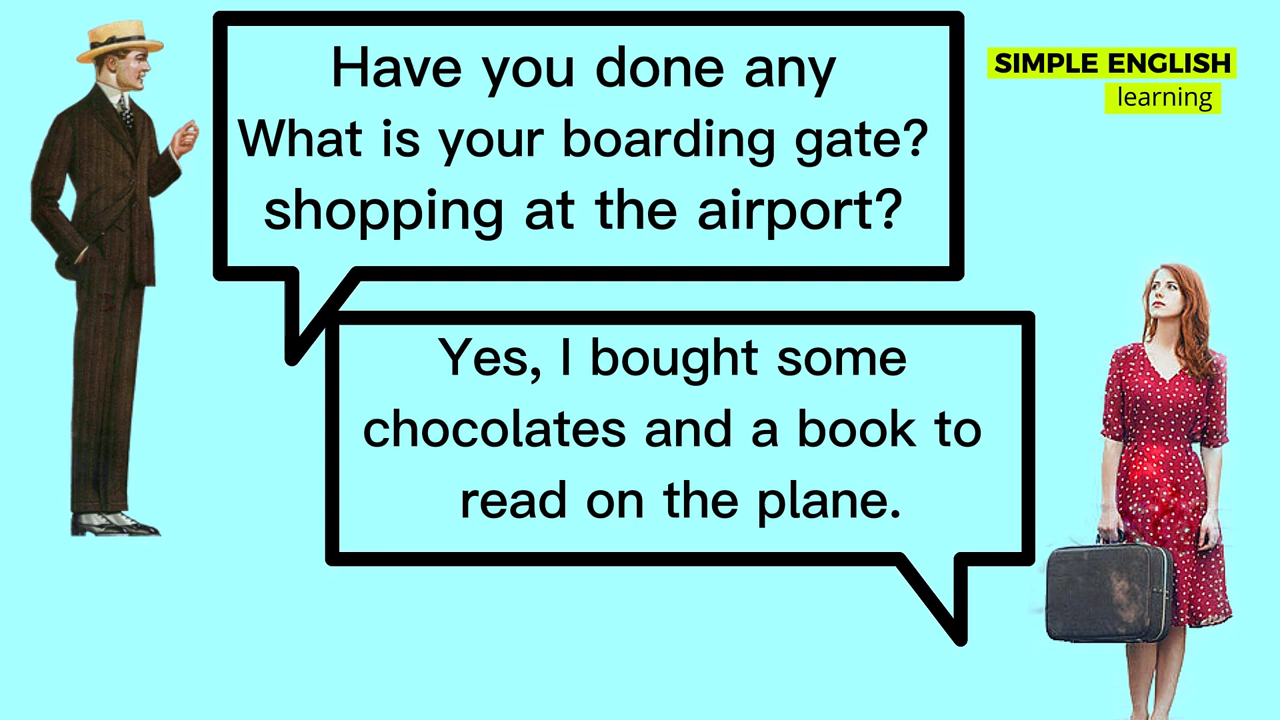 Have you done any
What is your boarding gate?
shopping at the airport?
SIMPLE ENGLISH
learning
Yes, I bought some
chocolates and a book to
read on the plane.